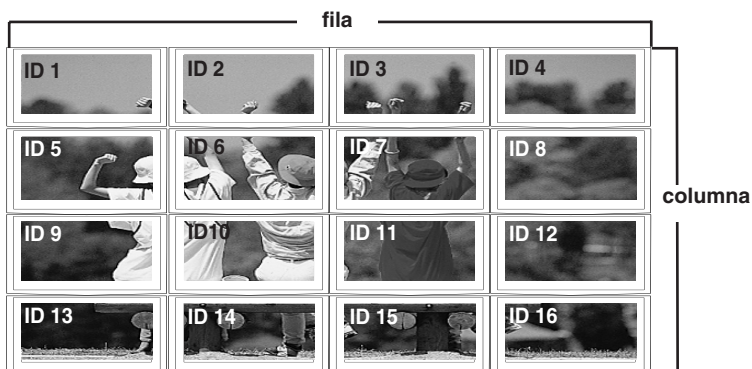 fila
ID 1 ID 2 ID 3 ID 4
ID 5 ID 6 ID 7 ID 8
columna
ID 9 ID10 ID 11 ID 12
ID 13 ID 14 ID 15 ID 16